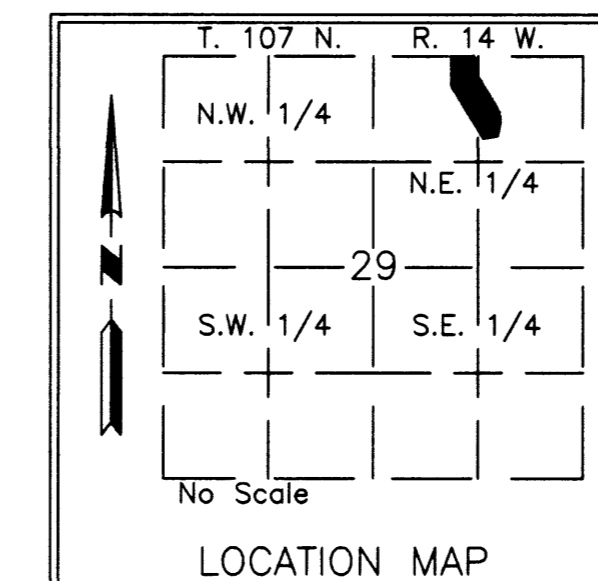 T. 107 N. R. 14 W.
N.W. 1/4
N.E. 1/4
N
29
S.W. 1/4 S.E. 1/4
No Scale
LOCATION MAP